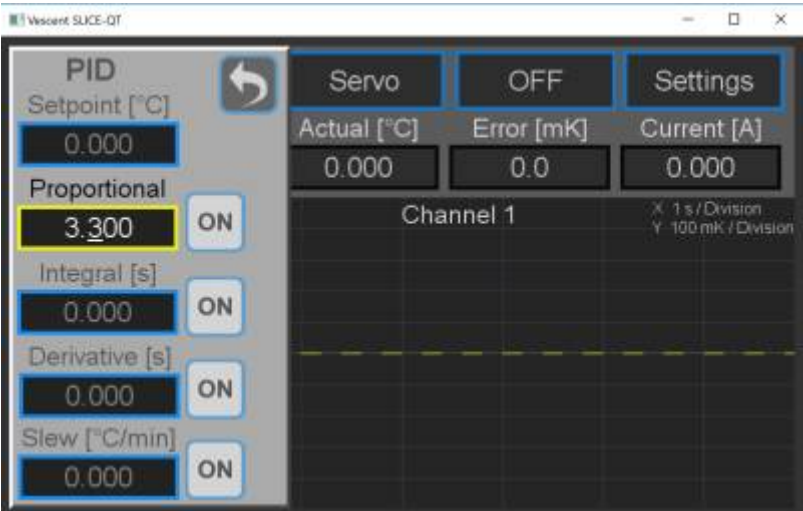 Vescent SLICE-QT
PID
Setpoint [°C]
0.000
Proportional
3.300
ON
Integral [s]
0.000
ON
Derivative [s]
0.000
ON
Slew [°C/min]
0.000
ON
Servo
OFF
Settings
Actual [°C]
Error [mK]
Current [A]
0.000
0.0
0.000
Channel 1
X 1 s / Division
Y 100 mK / Division